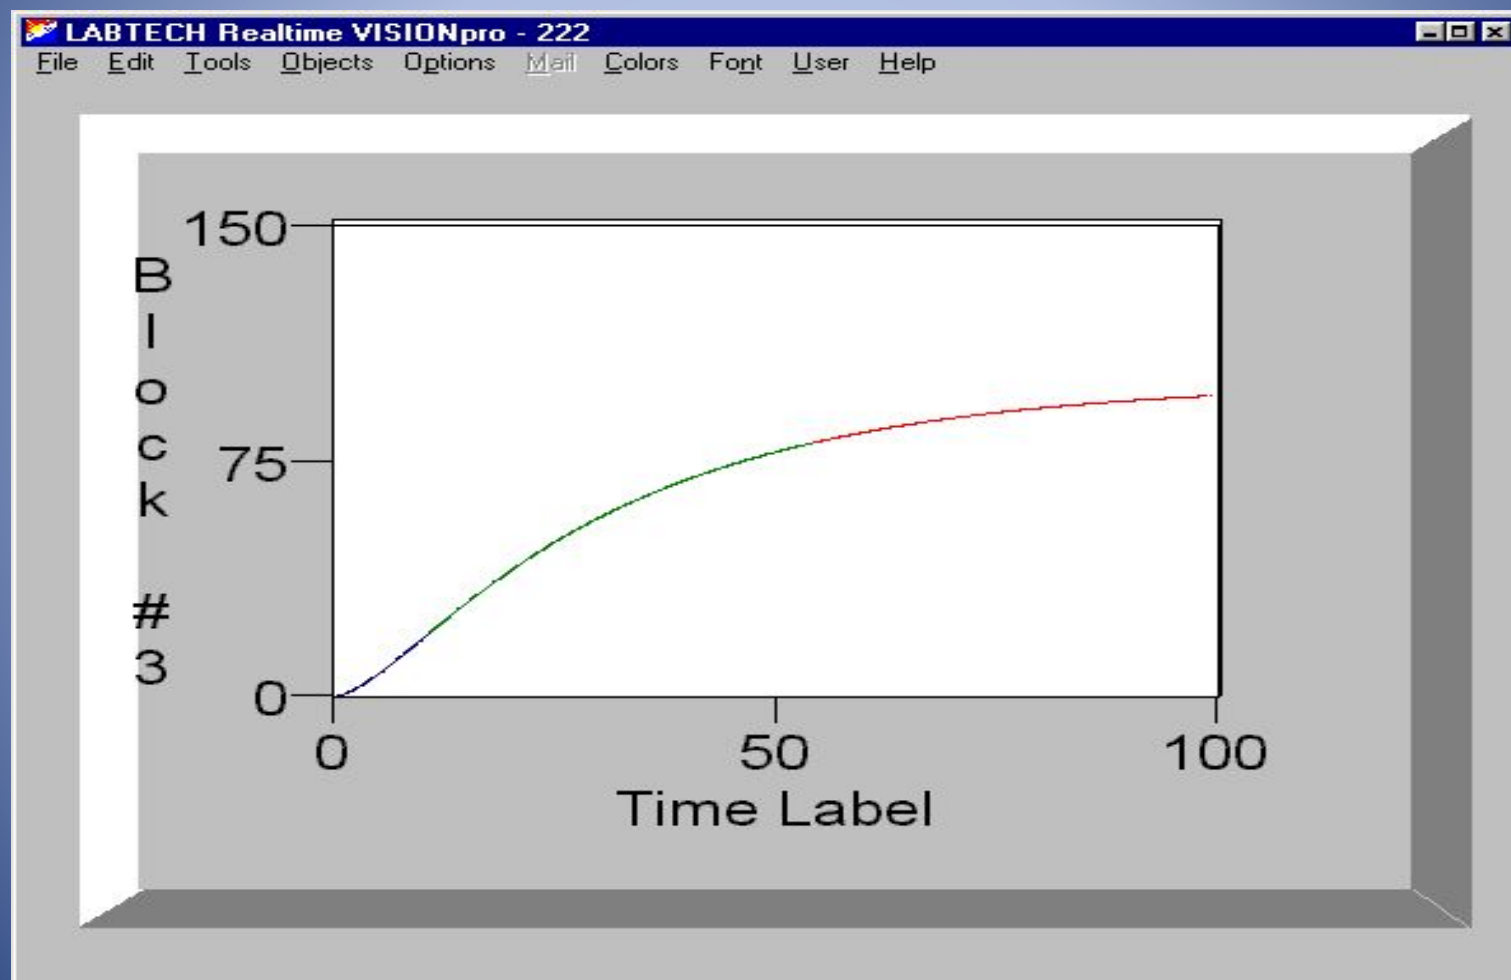 LABTECH Realtime VISIONpro - 222
File Edit Tools Objects Options Mail Colors Font User Help
150
75
0
Block #3
0 50 100
Time Label